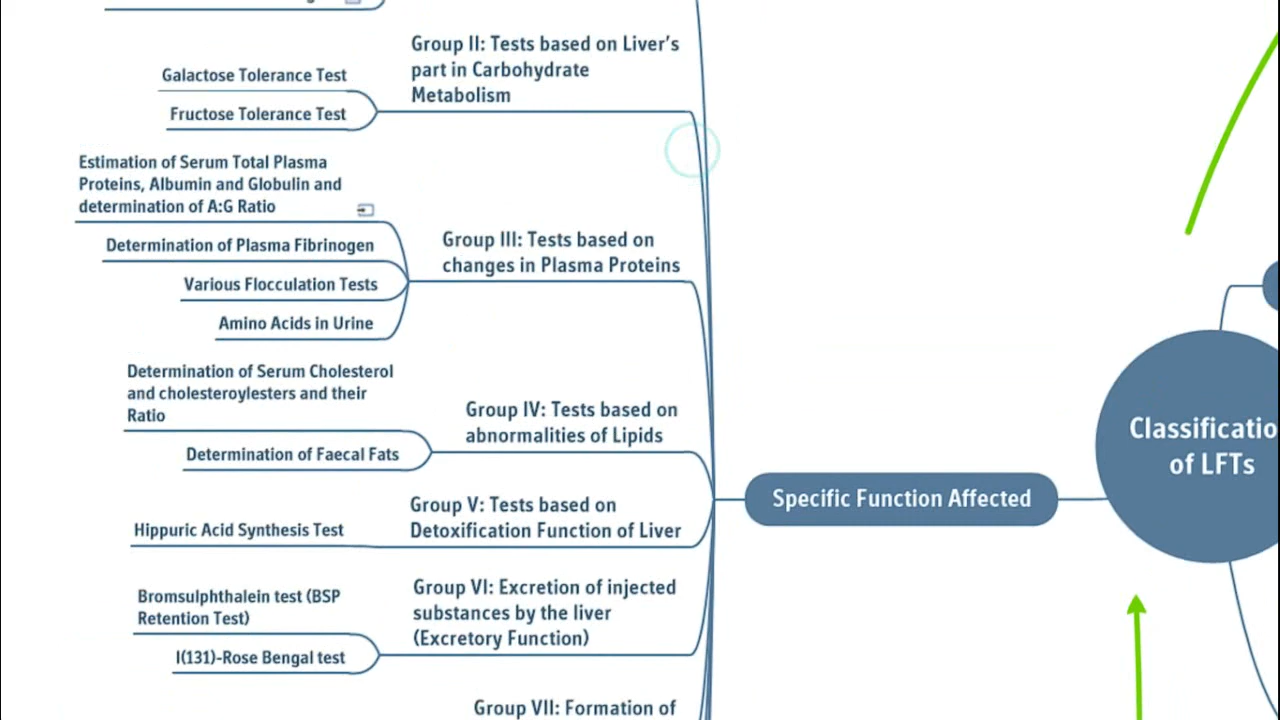 Group II: Tests based on Liver's
part in Carbohydrate
Metabolism
Galactose Tolerance Test
Fructose Tolerance Test
Estimation of Serum Total Plasma
Proteins, Albumin and Globulin and
determination of A:G Ratio
Determination of Plasma Fibrinogen
Various Flocculation Tests
Amino Acids in Urine
Group III: Tests based on
changes in Plasma Proteins
Determination of Serum Cholesterol
and cholesteroylesters and their
Ratio
Determination of Faecal Fats
Group IV: Tests based on
abnormalities of Lipids
Hippuric Acid Synthesis Test
Group V: Tests based on
Detoxification Function of Liver
Bromsulphthalein test (BSP
Retention Test)
I(131)-Rose Bengal test
Group VI: Excretion of injected
substances by the liver
(Excretory Function)
Group VII: Formation of
Specific Function Affected
Classificatio
of LFTs